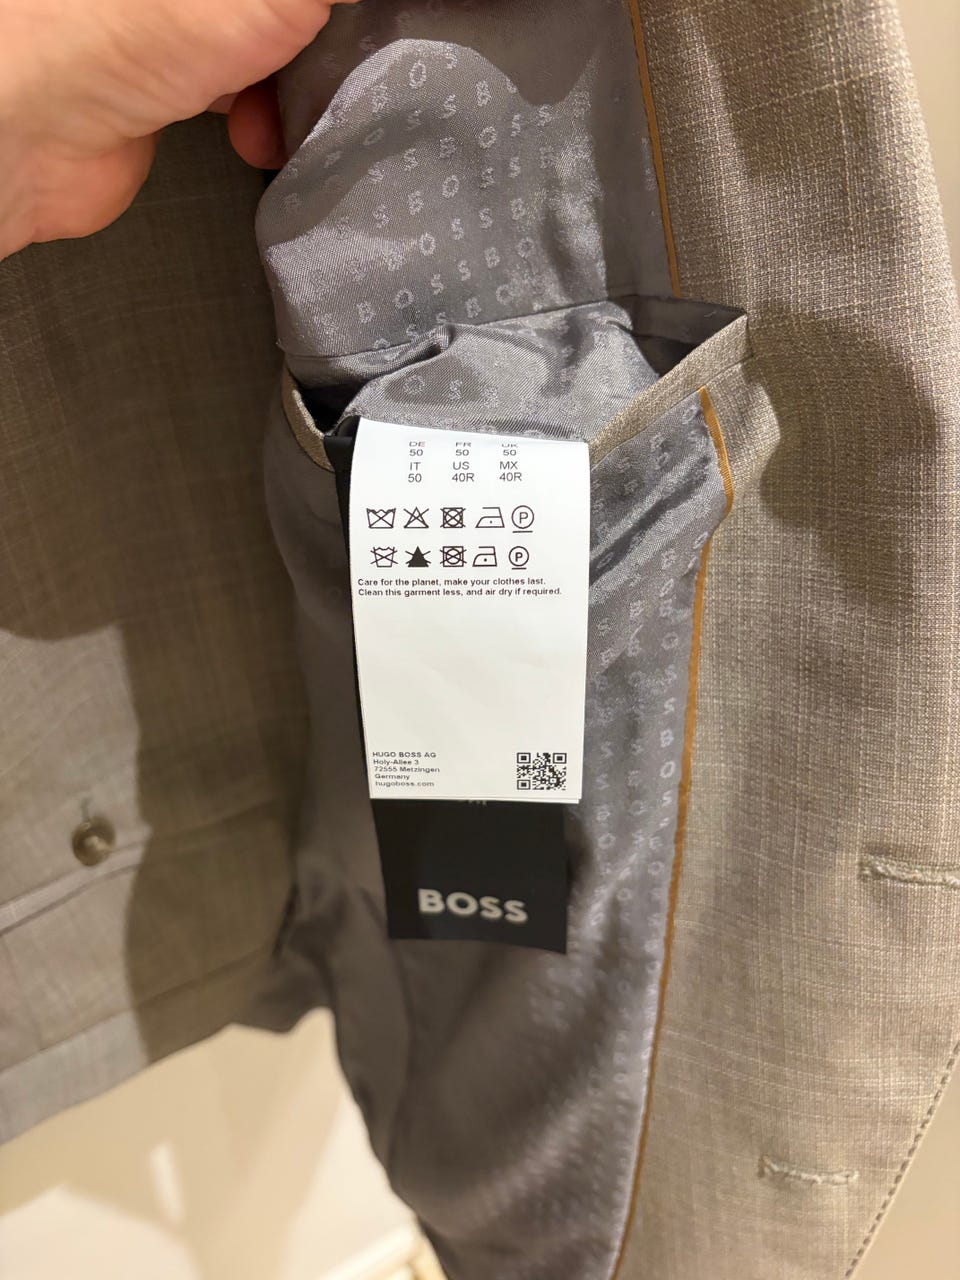 DE FR UK
50 50 50
IT US MX
50 40R 40R
P
P
Care for the planet, make your clothes last.
Clean this garment less, and air dry if required.
HUGO BOSS AG
Holy-Allee 3
72555 Metzingen
Germany
hugoboss.com
BOSS